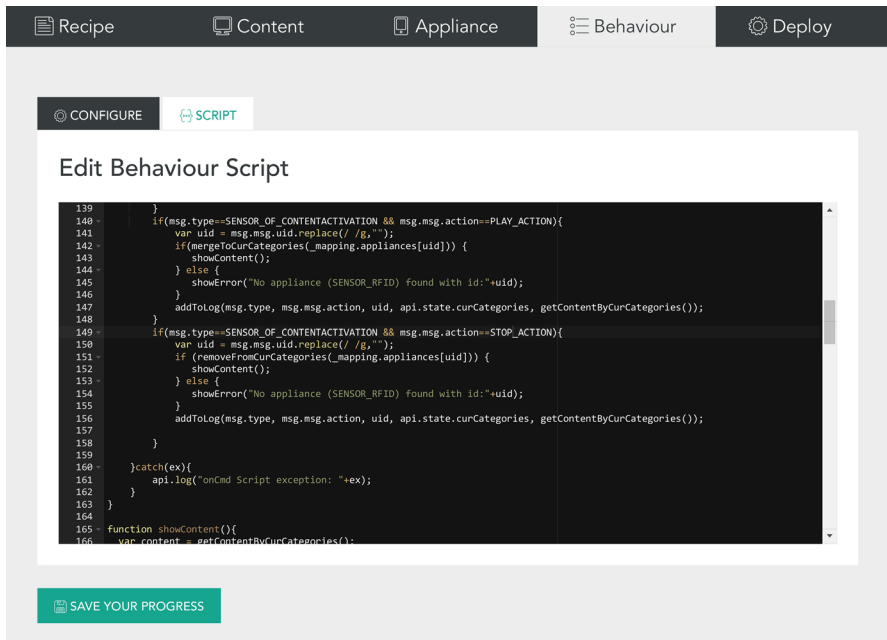 Recipe Content Appliance Behaviour Deploy
CONFIGURE SCRIPT
Edit Behaviour Script
139 }
140 if(msg.type==SENSOR_OF_CONTENTACTIVATION && msg.msg.action==PLAY_ACTION){
141 var uid = msg.msg.uid.replace(/ /g,"");
142 if(mergeToCurCategories(_mapping.appliances[uid])) {
143 showContent();
144 } else {
145 showError("No appliance (SENSOR_RFID) found with id:"+uid);
146 }
147 addToLog(msg.type, msg.msg.action, uid, api.state.curCategories, getContentByCurCategories());
148 }
149 if(msg.type==SENSOR_OF_CONTENTACTIVATION && msg.msg.action==STOP_ACTION){
150 var uid = msg.msg.uid.replace(/ /g,"");
151 if (removeFromCurCategories(_mapping.appliances[uid])) {
152 showContent();
153 } else {
154 showError("No appliance (SENSOR_RFID) found with id:"+uid);
155 }
156 addToLog(msg.type, msg.msg.action, uid, api.state.curCategories, getContentByCurCategories());
157
158 }
159
160 }catch(ex){
161 api.log("onCmd Script exception: "+ex);
162 }
163 }
164
165 function showContent(){
166 var content = getContentByCurCategories();
SAVE YOUR PROGRESS